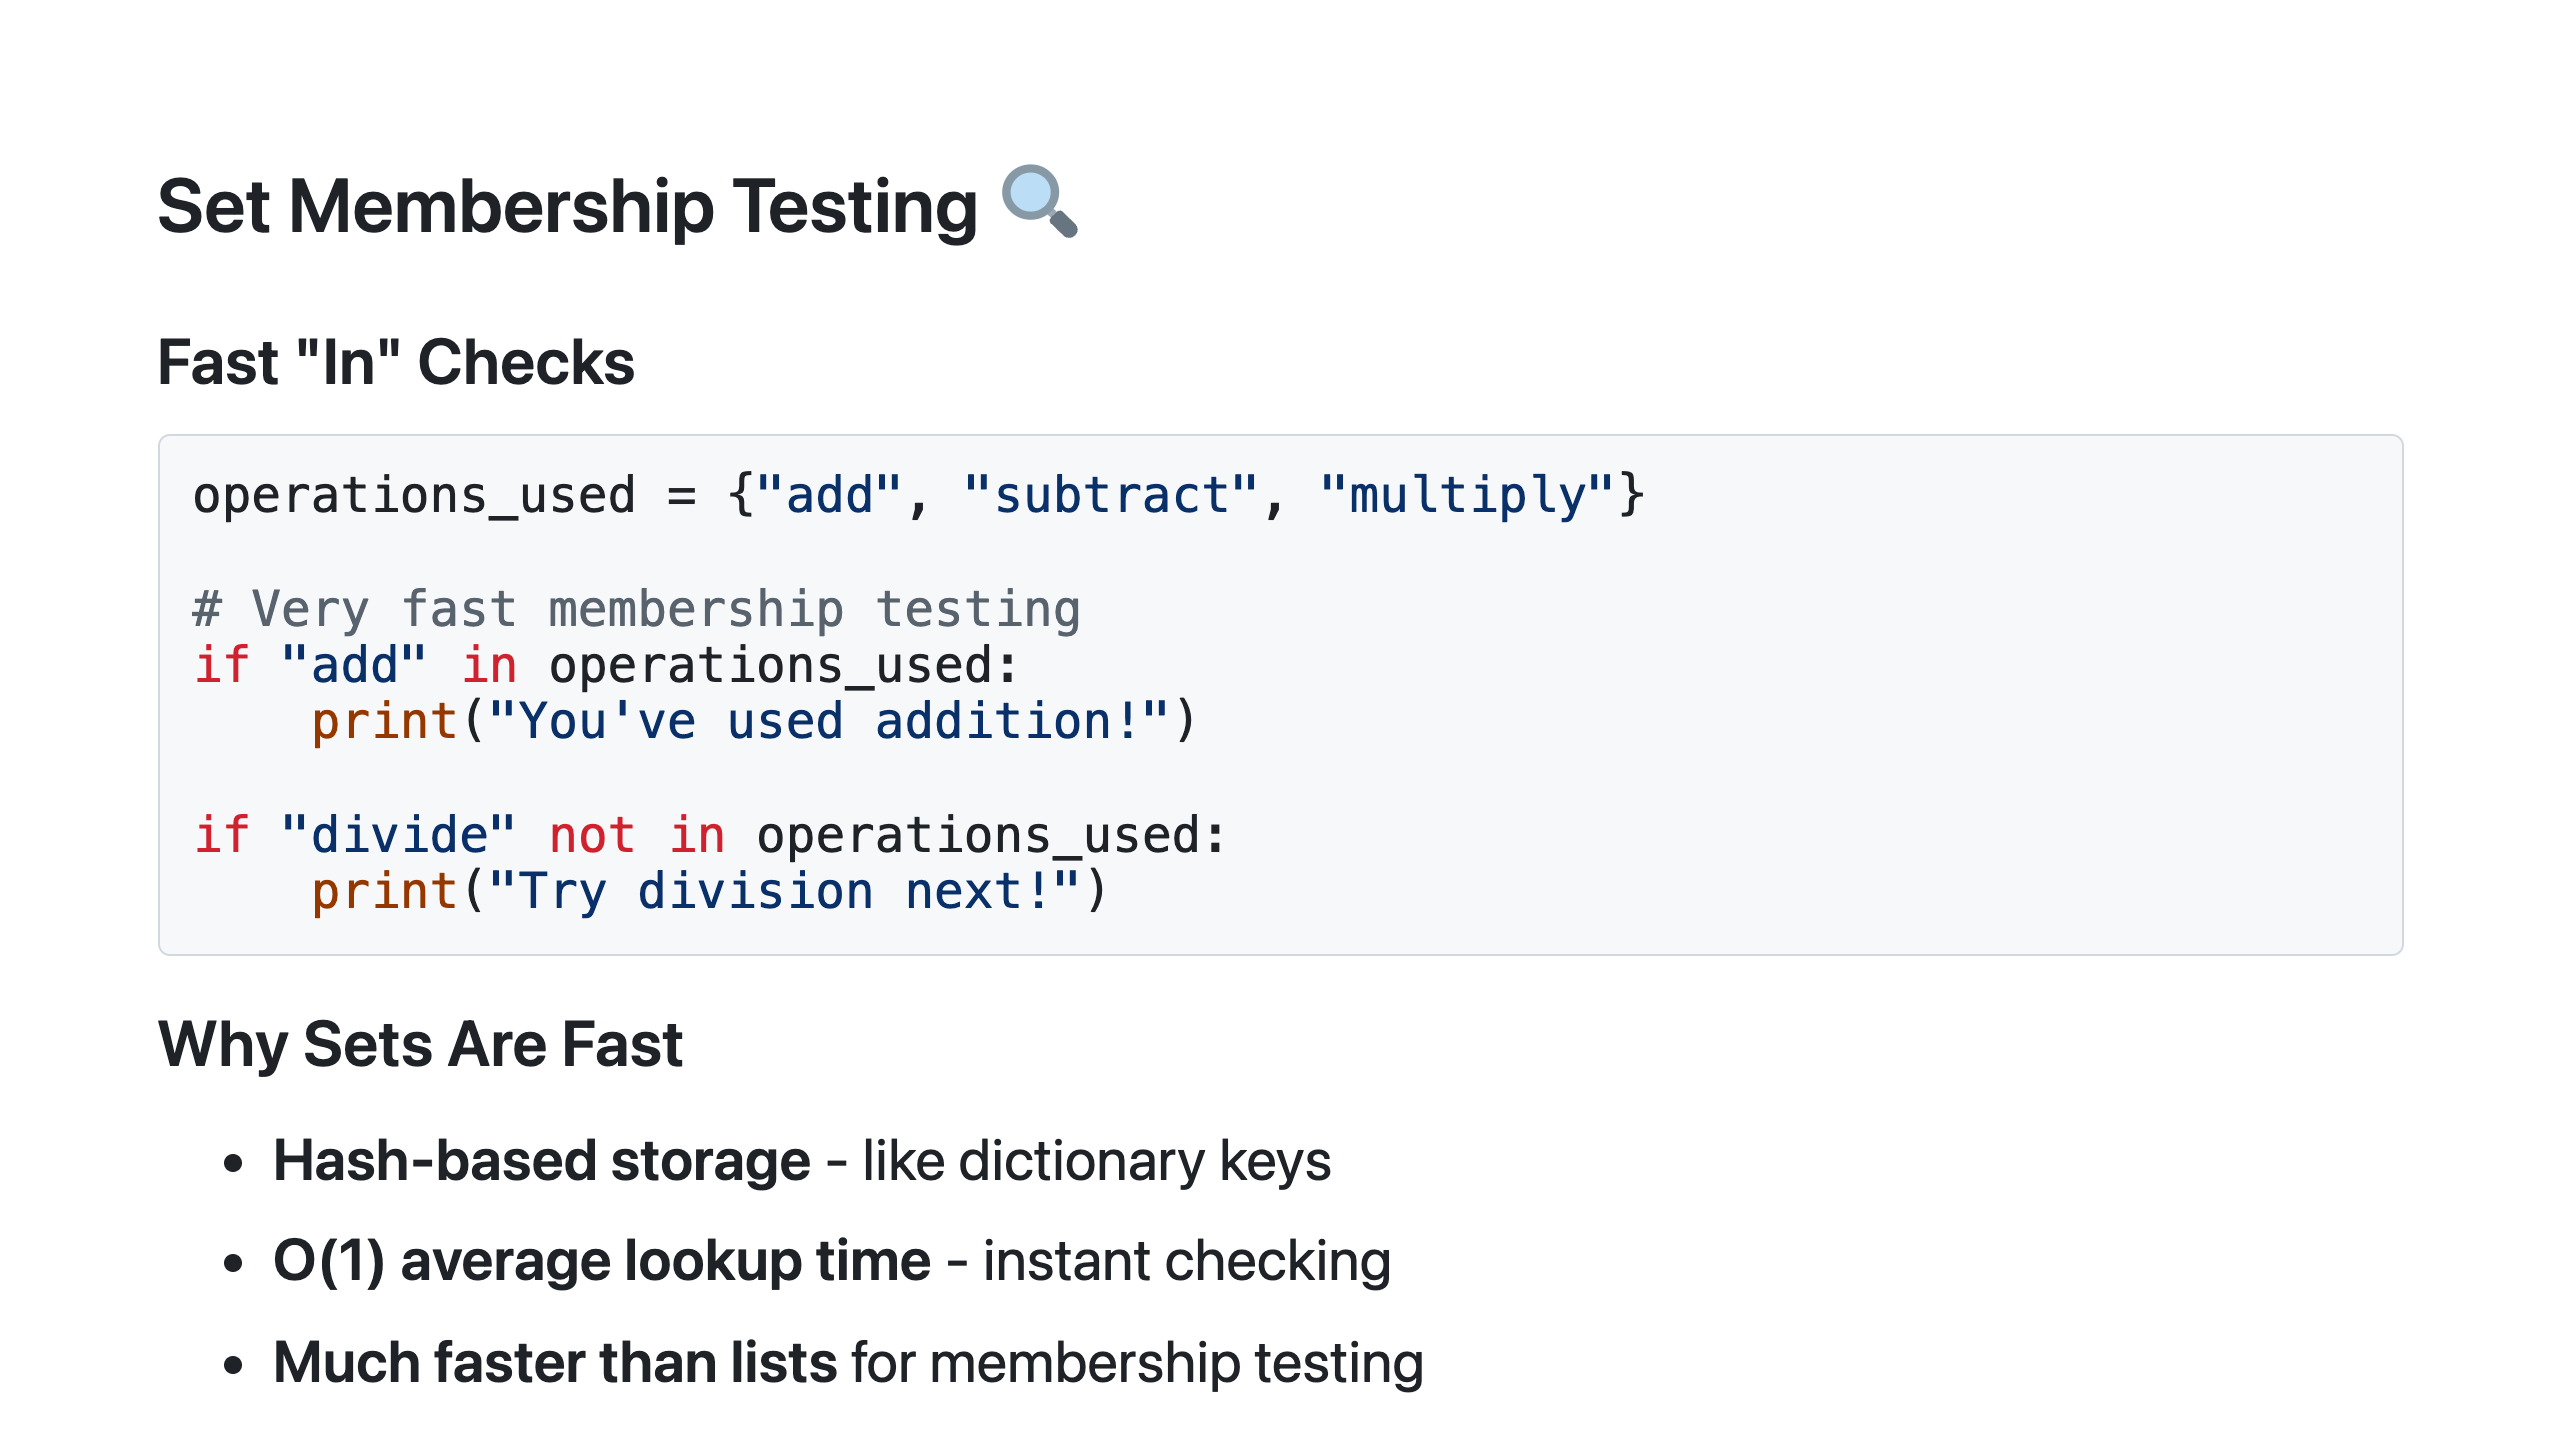 Set Membership Testing 🔍
Fast "In" Checks
operations_used = {"add", "subtract", "multiply"}
# Very fast membership testing
if "add" in operations_used:
    print("You've used addition!")
if "divide" not in operations_used:
    print("Try division next!")
Why Sets Are Fast
• Hash-based storage - like dictionary keys
• O(1) average lookup time - instant checking
• Much faster than lists for membership testing